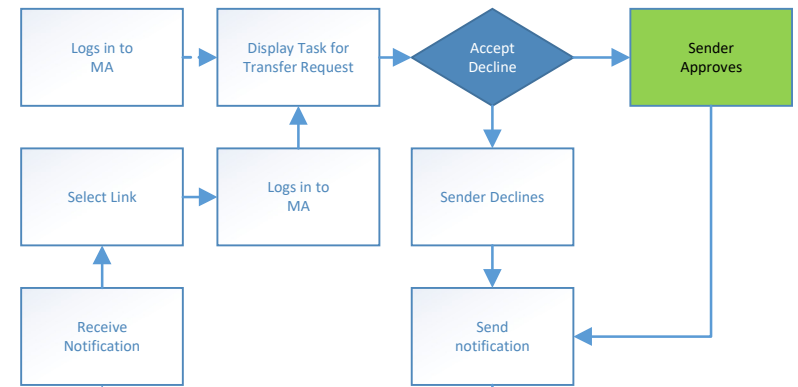 Logs in to
MA
Display Task for
Transfer Request
Accept
Decline
Sender
Approves
Select Link
Logs in to
MA
Sender Declines
Receive
Notification
Send
notification